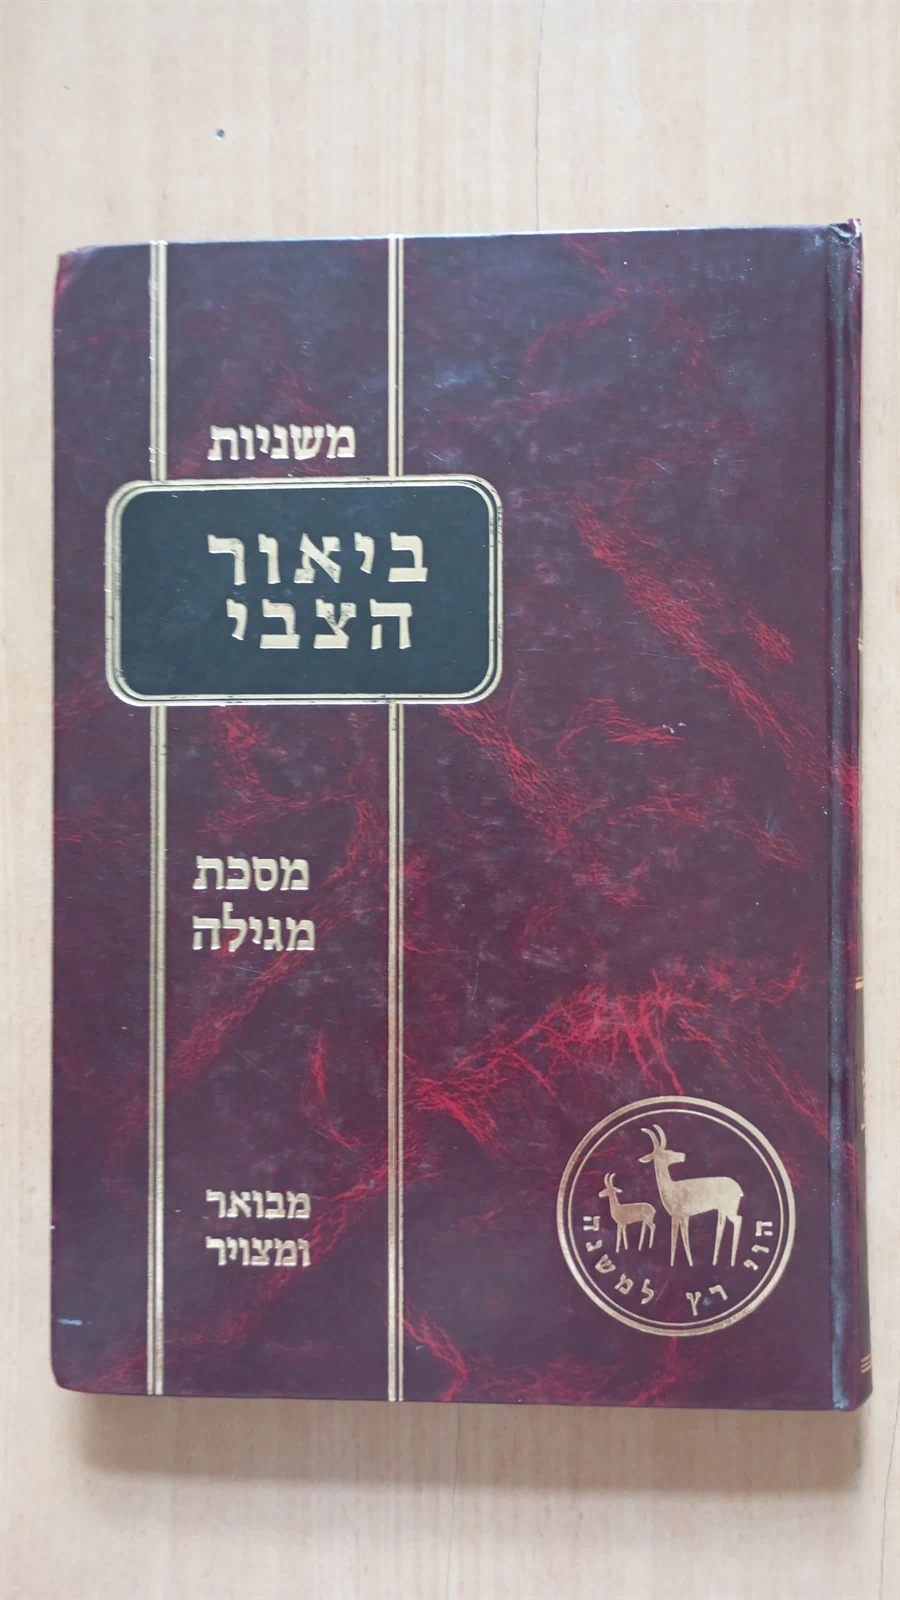 משניות
ביאור
הצבי
מסכת
מגילה
מבואר
ומצויר
הוי רץ למשנה